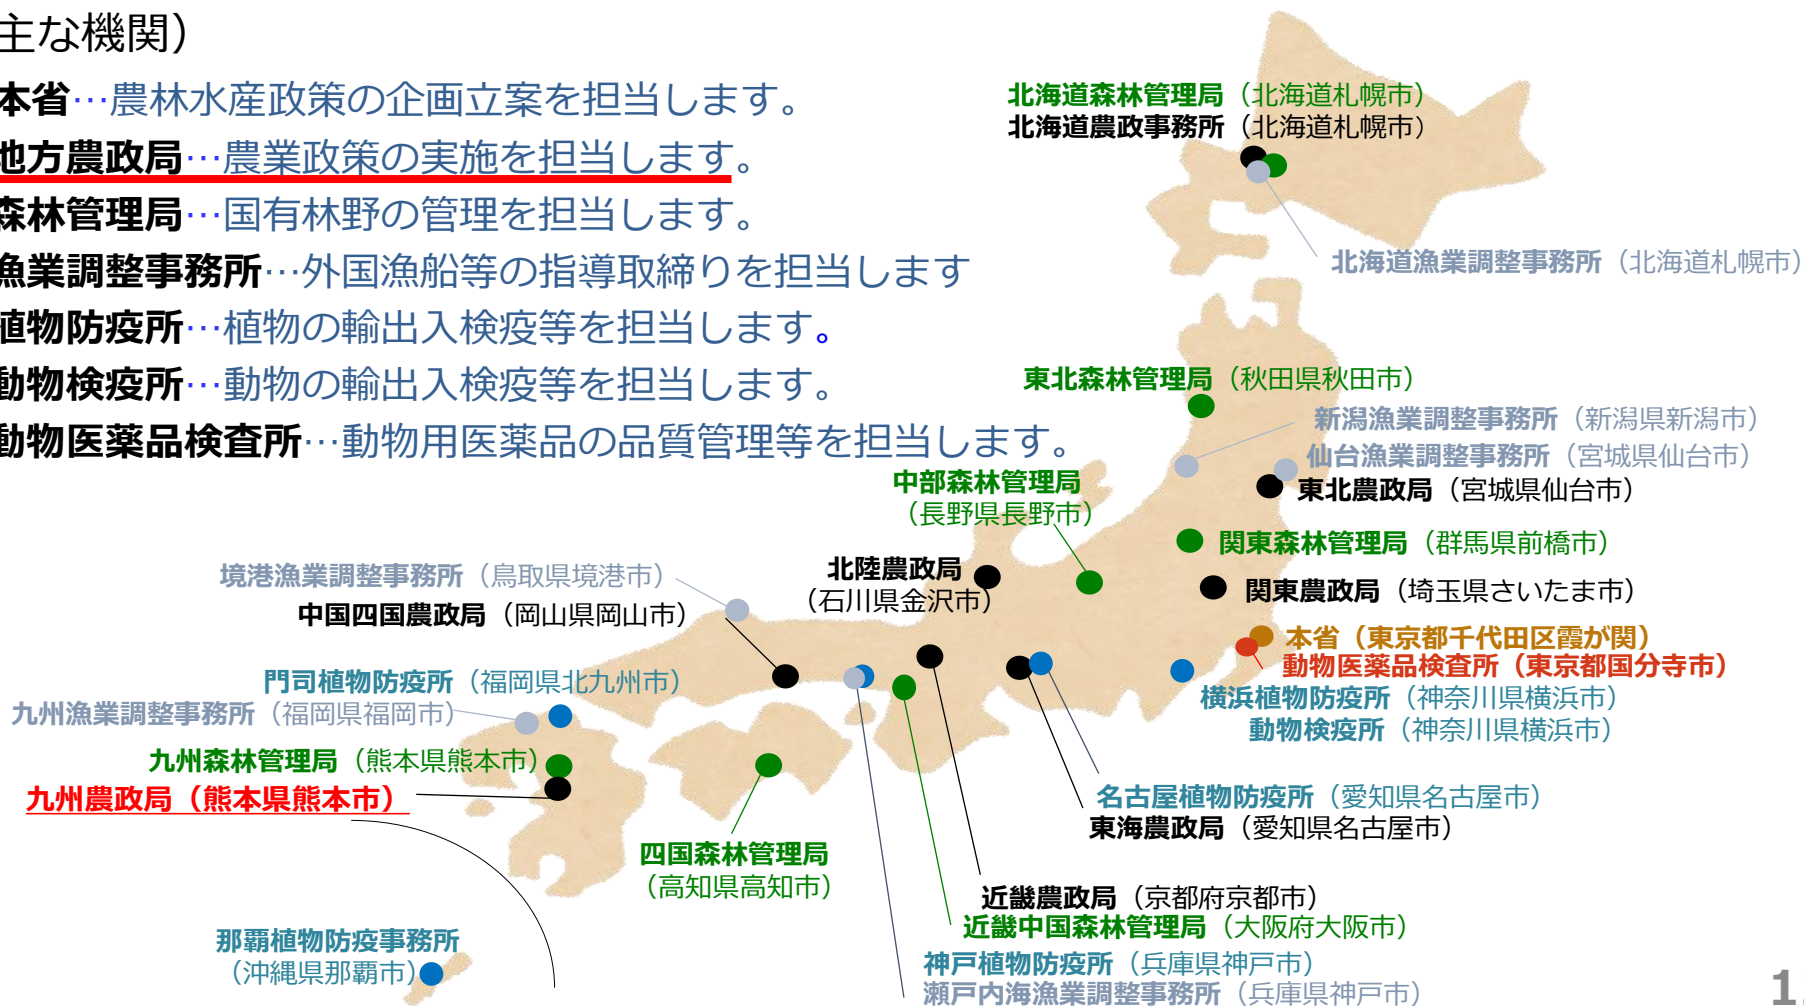 主な機関）
本省…農林水産政策の企画立案を担当します。
地方農政局…農業政策の実施を担当します。
森林管理局…国有林野の管理を担当します。
漁業調整事務所…外国漁船等の指導取締りを担当します
植物防疫所…植物の輸出入検疫等を担当します。
動物検疫所…動物の輸出入検疫等を担当します。
動物医薬品検査所…動物用医薬品の品質管理等を担当します。
北海道森林管理局（北海道札幌市）
北海道農政事務所（北海道札幌市）
北海道漁業調整事務所（北海道札幌市）
東北森林管理局（秋田県秋田市）
新潟漁業調整事務所（新潟県新潟市）
仙台漁業調整事務所（宮城県仙台市）
東北農政局（宮城県仙台市）
中部森林管理局
（長野県長野市）
関東森林管理局（群馬県前橋市）
北陸農政局
（石川県金沢市）
関東農政局（埼玉県さいたま市）
境港漁業調整事務所（鳥取県境港市）
中国四国農政局（岡山県岡山市）
本省（東京都千代田区霞が関）
動物医薬品検査所（東京都国分寺市）
横浜植物防疫所（神奈川県横浜市）
動物検疫所（神奈川県横浜市）
門司植物防疫所（福岡県北九州市）
九州漁業調整事務所（福岡県福岡市）
九州森林管理局（熊本県熊本市）
九州農政局（熊本県熊本市）
名古屋植物防疫所（愛知県名古屋市）
東海農政局（愛知県名古屋市）
四国森林管理局
（高知県高知市）
近畿農政局（京都府京都市）
近畿中国森林管理局（大阪府大阪市）
神戸植物防疫所（兵庫県神戸市）
瀬戸内海漁業調整事務所（兵庫県神戸市）
那覇植物防疫事務所
（沖縄県那覇市）
1